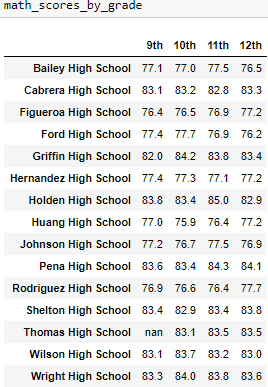 math_scores_by_grade
9th 10th 11th 12th
Bailey High School 77.1 77.0 77.5 76.5
Cabrera High School 83.1 83.2 82.8 83.3
Figueroa High School 76.4 76.5 76.9 77.2
Ford High School 77.4 77.7 76.9 76.2
Griffin High School 82.0 84.2 83.8 83.4
Hernandez High School 77.4 77.3 77.1 77.2
Holden High School 83.8 83.4 85.0 82.9
Huang High School 77.0 75.9 76.4 77.2
Johnson High School 77.2 76.7 77.5 76.9
Pena High School 83.6 83.4 84.3 84.1
Rodriguez High School 76.9 76.6 76.4 77.7
Shelton High School 83.4 82.9 83.4 83.8
Thomas High School nan 83.1 83.5 83.5
Wilson High School 83.1 83.7 83.2 83.0
Wright High School 83.3 84.0 83.8 83.6